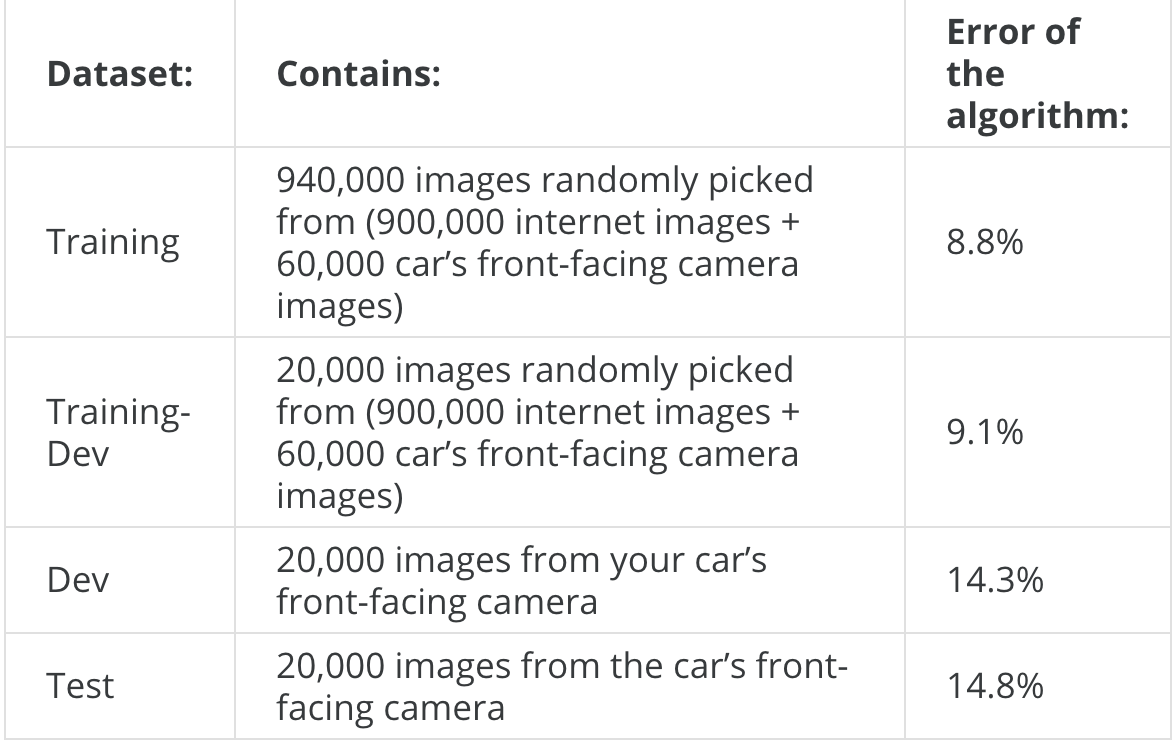 Dataset:
Contains:
Error of
the
algorithm:
Training
940,000 images randomly picked
from (900,000 internet images +
60,000 car’s front-facing camera
images)
8.8%
Training-
Dev
20,000 images randomly picked
from (900,000 internet images +
60,000 car’s front-facing camera
images)
9.1%
Dev
20,000 images from your car’s
front-facing camera
14.3%
Test
20,000 images from the car’s front-
facing camera
14.8%